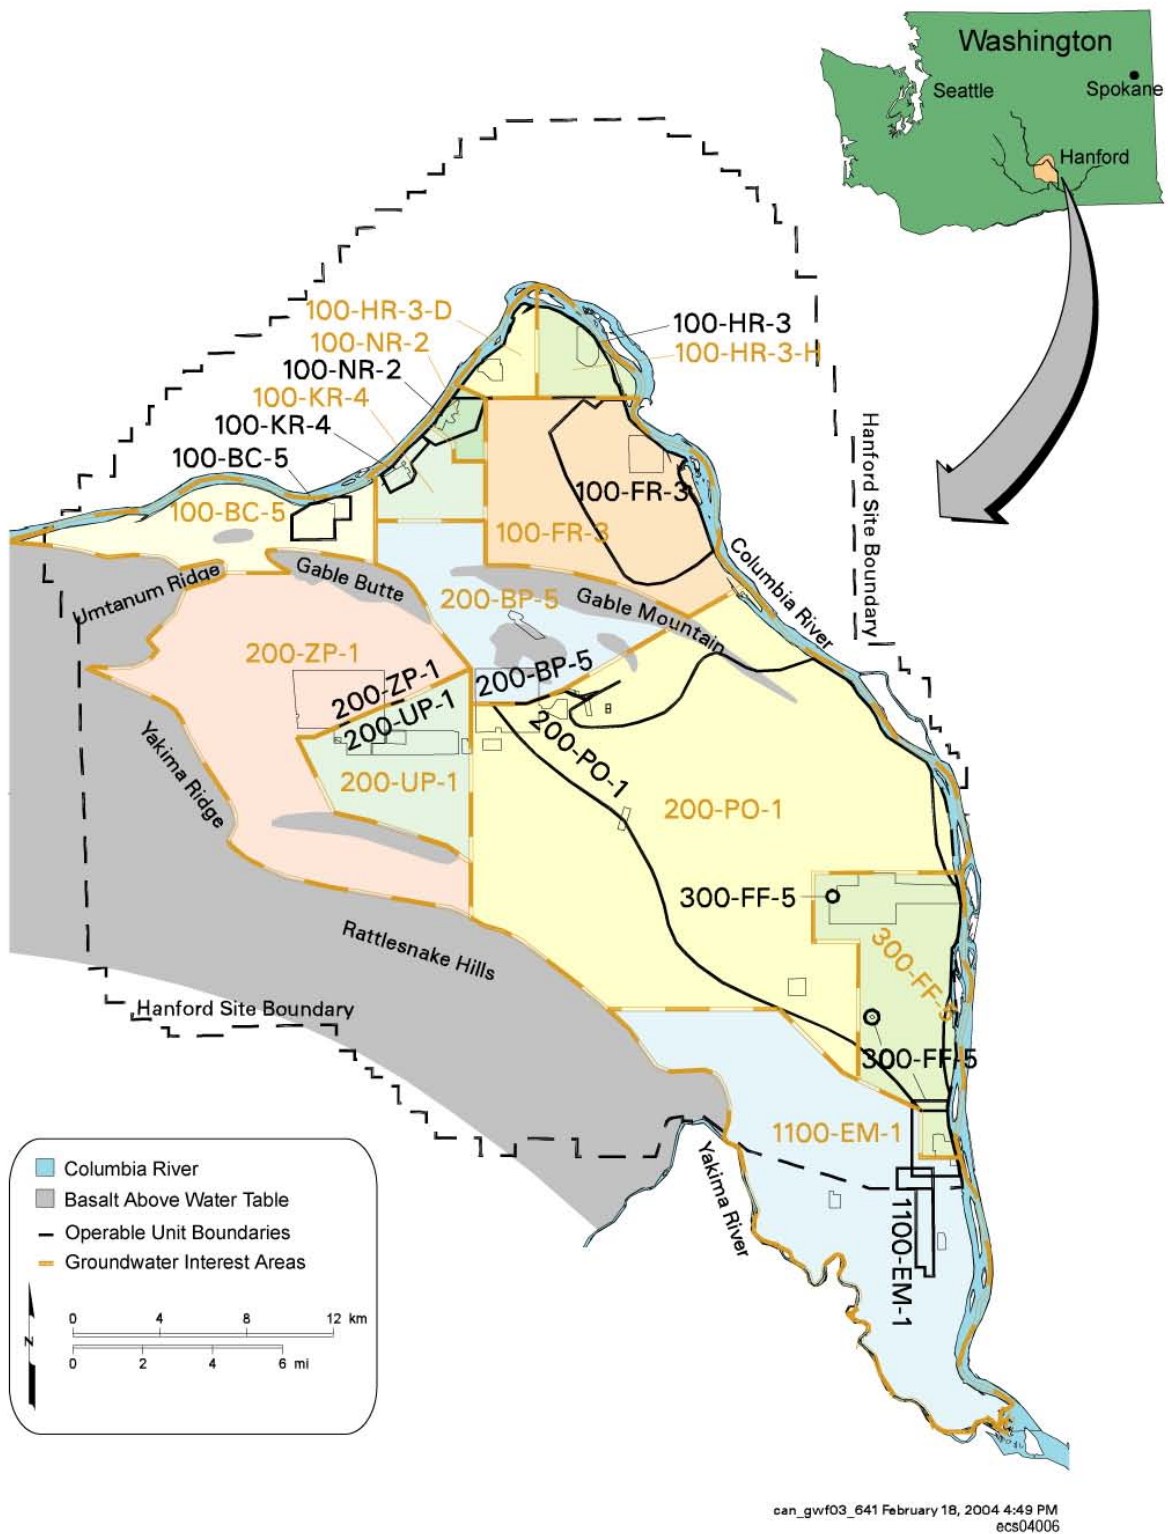 Washington
Seattle
Spokane
Hanford
100-HR-3-D
100-HR-3
100-NR-2
100-HR-3-H
100-NR-2
100-KR-4
100-KR-4
100-BC-5
100-BC-5
100-FR-3
100-FR-3
Hanford Site Boundary
Columbia River
Umtanum Ridge
Gable Butte
200-BP-5
Gable Mountain
200-ZP-1
200-ZP-1
200-BP-5
200-UP-1
200-PO-1
Yakima Ridge
200-UP-1
200-PO-1
300-FF-5
300-FF-5
Rattlesnake Hills
Hanford Site Boundary
300-FF-5
1100-EM-1
Yakima River
1100-EM-1
Columbia River
Basalt Above Water Table
Operable Unit Boundaries
Groundwater Interest Areas
0 4 8 12 km
N
0 2 4 6 mi
can_gwf03_641 February 18, 2004 4:49 PM
ecs04006